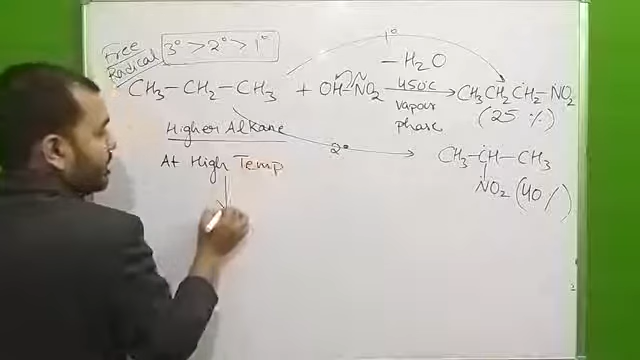 Free Radical
3° > 2° > 1°
1°
CH₃ — CH₂ — CH₃ + OH — NO₂
– H₂O
450°C
vapour
phase
CH₃CH₂CH₂–NO₂
(25 %)
Higher Alkane
At High Temp
2°
CH₃–CH–CH₃
NO₂ (40 %)